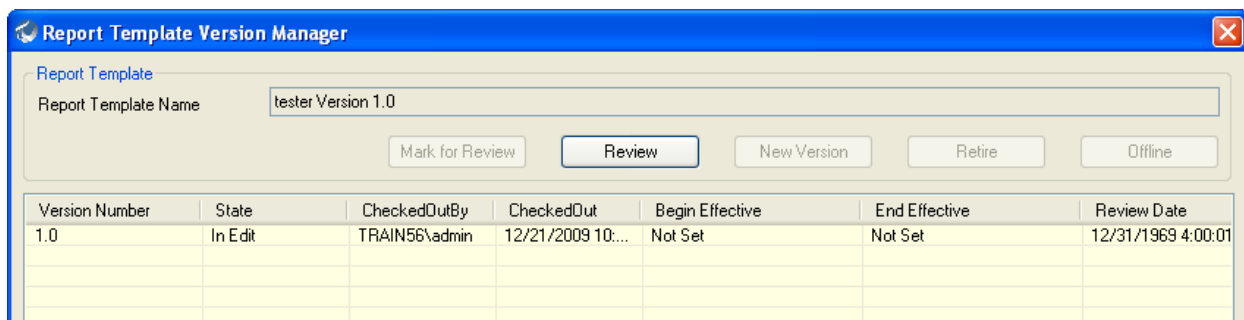 Report Template Version Manager
Report Template
Report Template Name tester Version 1.0
Mark for Review Review New Version Retire Offline
Version Number State CheckedOutBy CheckedOut Begin Effective End Effective Review Date
1.0 In Edit TRAIN56\admin 12/21/2009 10:... Not Set Not Set 12/31/1969 4:00:01